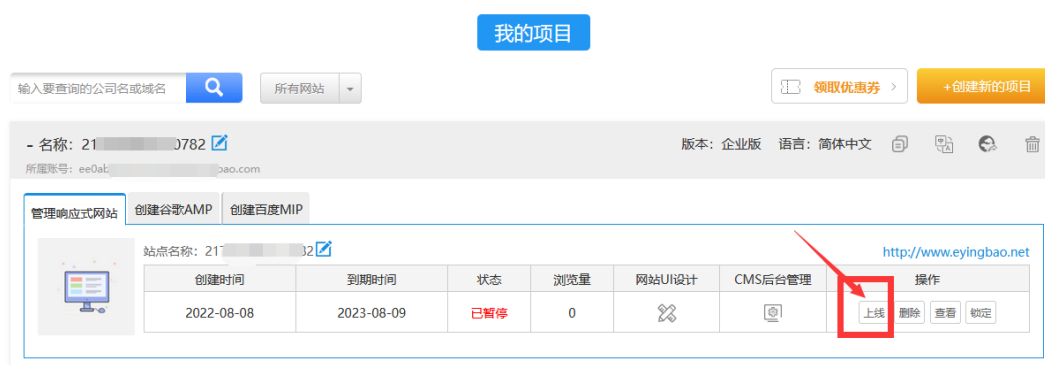 我的项目
输入要查询的公司名或域名 所有网站 领取优惠券 > +创建新的项目
- 名称：21 0782 版本：企业版 语言：简体中文
所属账号：ee0ab bao.com
管理响应式网站 创建谷歌AMP 创建百度MIP
站点名称：217 32 http://www.eyingbao.net
创建时间 到期时间 状态 浏览量 网站UI设计 CMS后台管理 操作
2022-08-08 2023-08-09 已暂停 0 上线 删除 查看 锁定